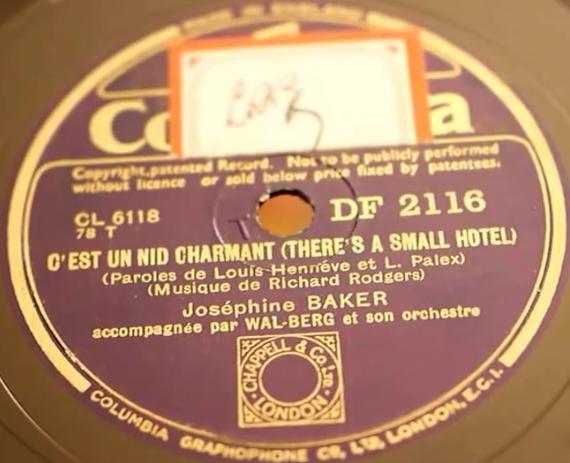 MADE IN ENGLAND
Co a
Copyright, patented Record. Not to be publicly performed
without licence or sold below price fixed by patentees.
CL 6118
78 T
DF 2116
C'EST UN NID CHARMANT (THERE'S A SMALL HOTEL)
(Paroles de Louis Hennéve et L. Palex)
(Musique de Richard Rodgers)
Joséphine BAKER
accompagnée par WAL-BERG et son orchestre
CHAPPELL & Co. Ltd.
LONDON
COLUMBIA GRAPHOPHONE CO, LTD, LONDON, E.C.1.